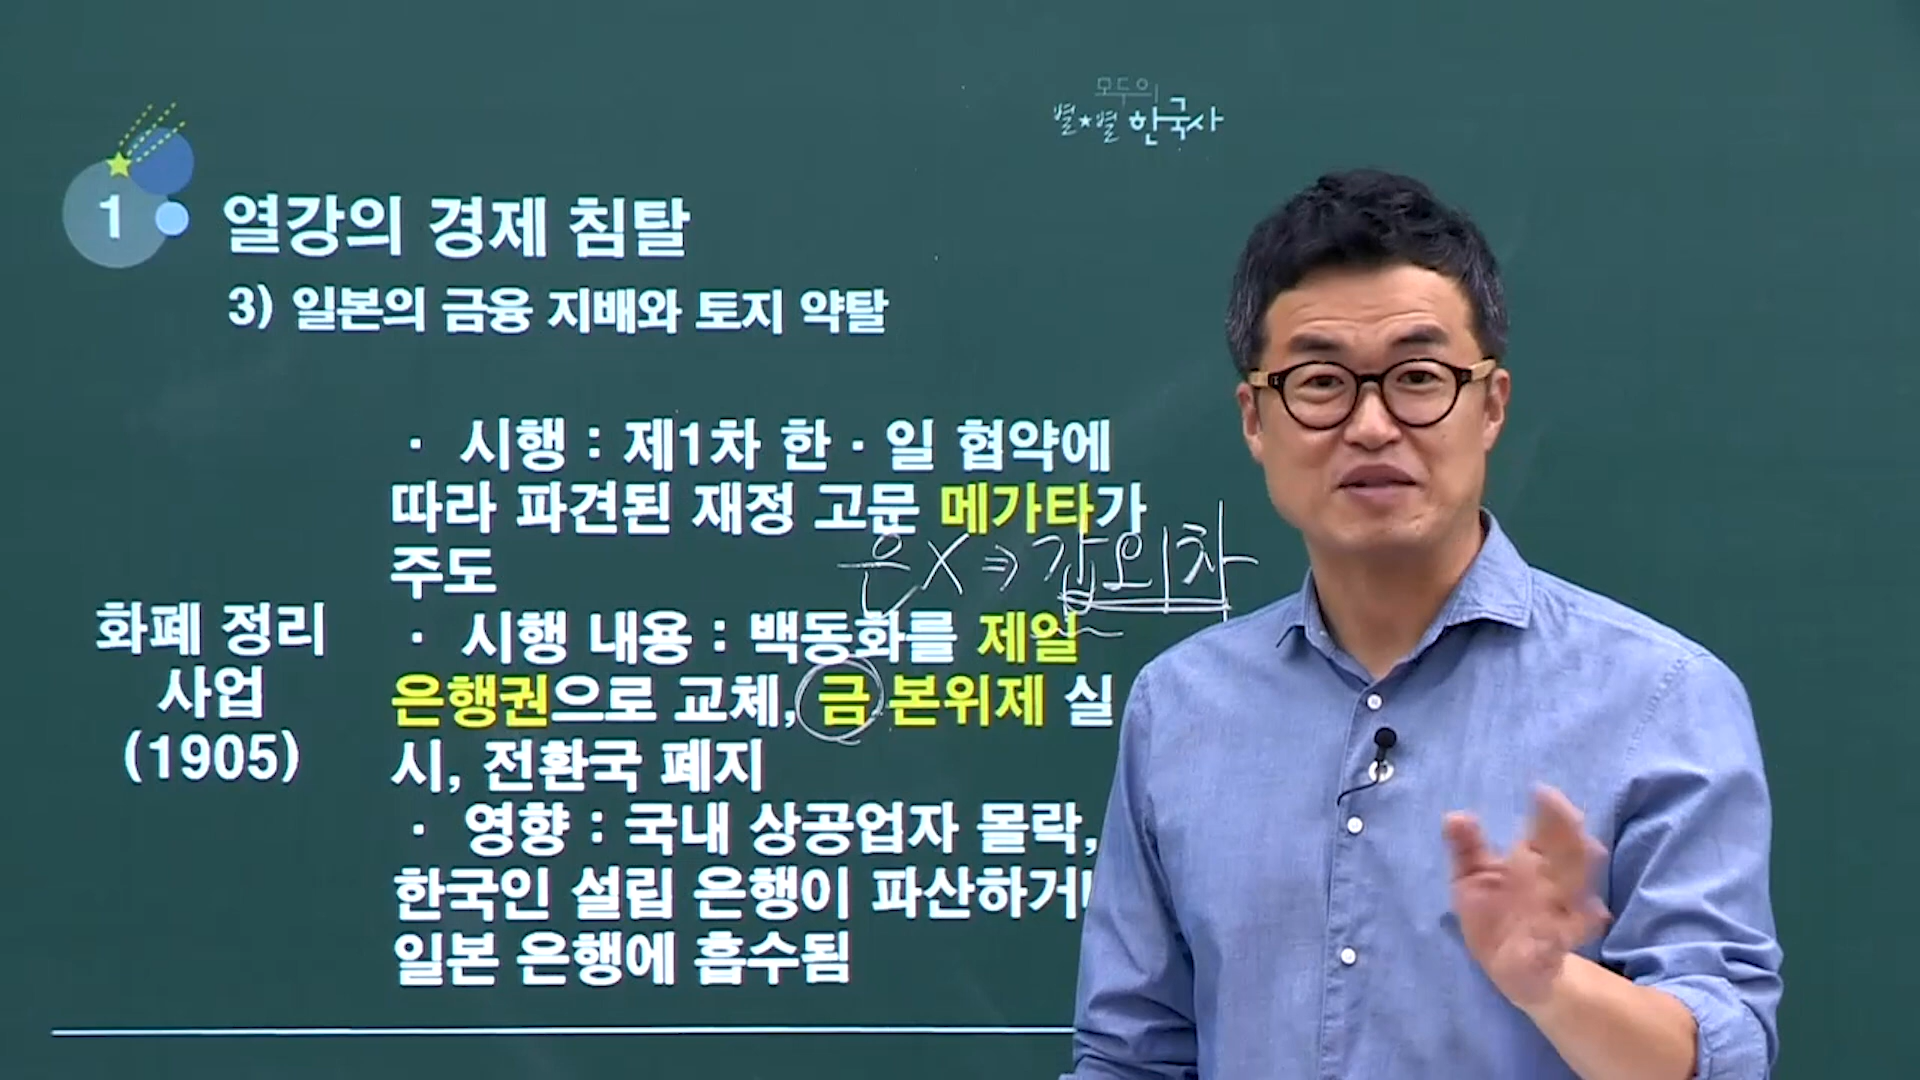 모두의
별★별 한국사
1
열강의 경제 침탈
3) 일본의 금융 지배와 토지 약탈
· 시행 : 제1차 한 · 일 협약에
따라 파견된 재정 고문 메가타가
주도
은X ⇒ 갑오1차
화폐 정리
사업
(1905)
· 시행 내용 : 백동화를 제일
은행권으로 교체, 금 본위제 실
시, 전환국 폐지
· 영향 : 국내 상공업자 몰락,
한국인 설립 은행이 파산하거
일본 은행에 흡수됨